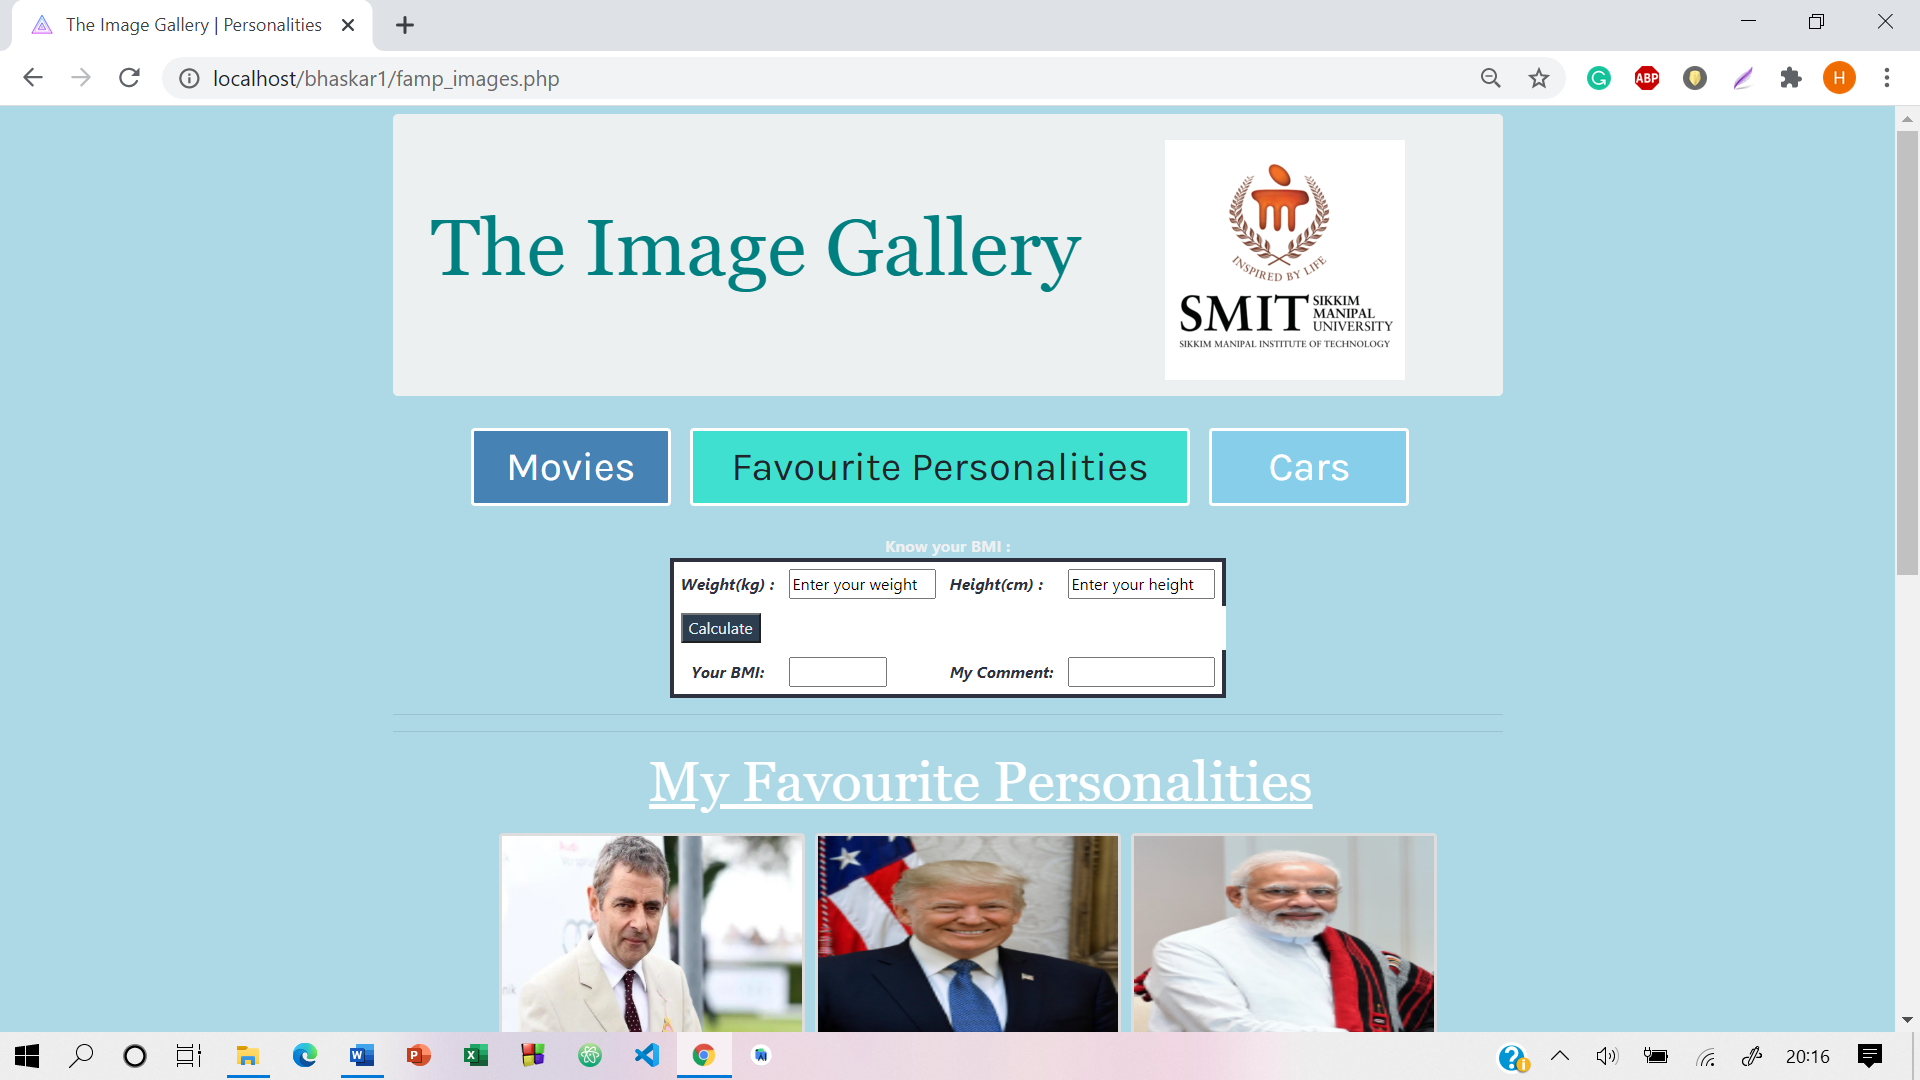 The Image Gallery | Personalities
localhost/bhaskar1/famp_images.php
ABP
H
The Image Gallery
INSPIRED BY LIFE
SMIT SIKKIM MANIPAL UNIVERSITY
SIKKIM MANIPAL INSTITUTE OF TECHNOLOGY
Movies
Favourite Personalities
Cars
Know your BMI :
Weight(kg) : Enter your weight Height(cm) : Enter your height
Calculate
Your BMI: My Comment:
My Favourite Personalities
20:16